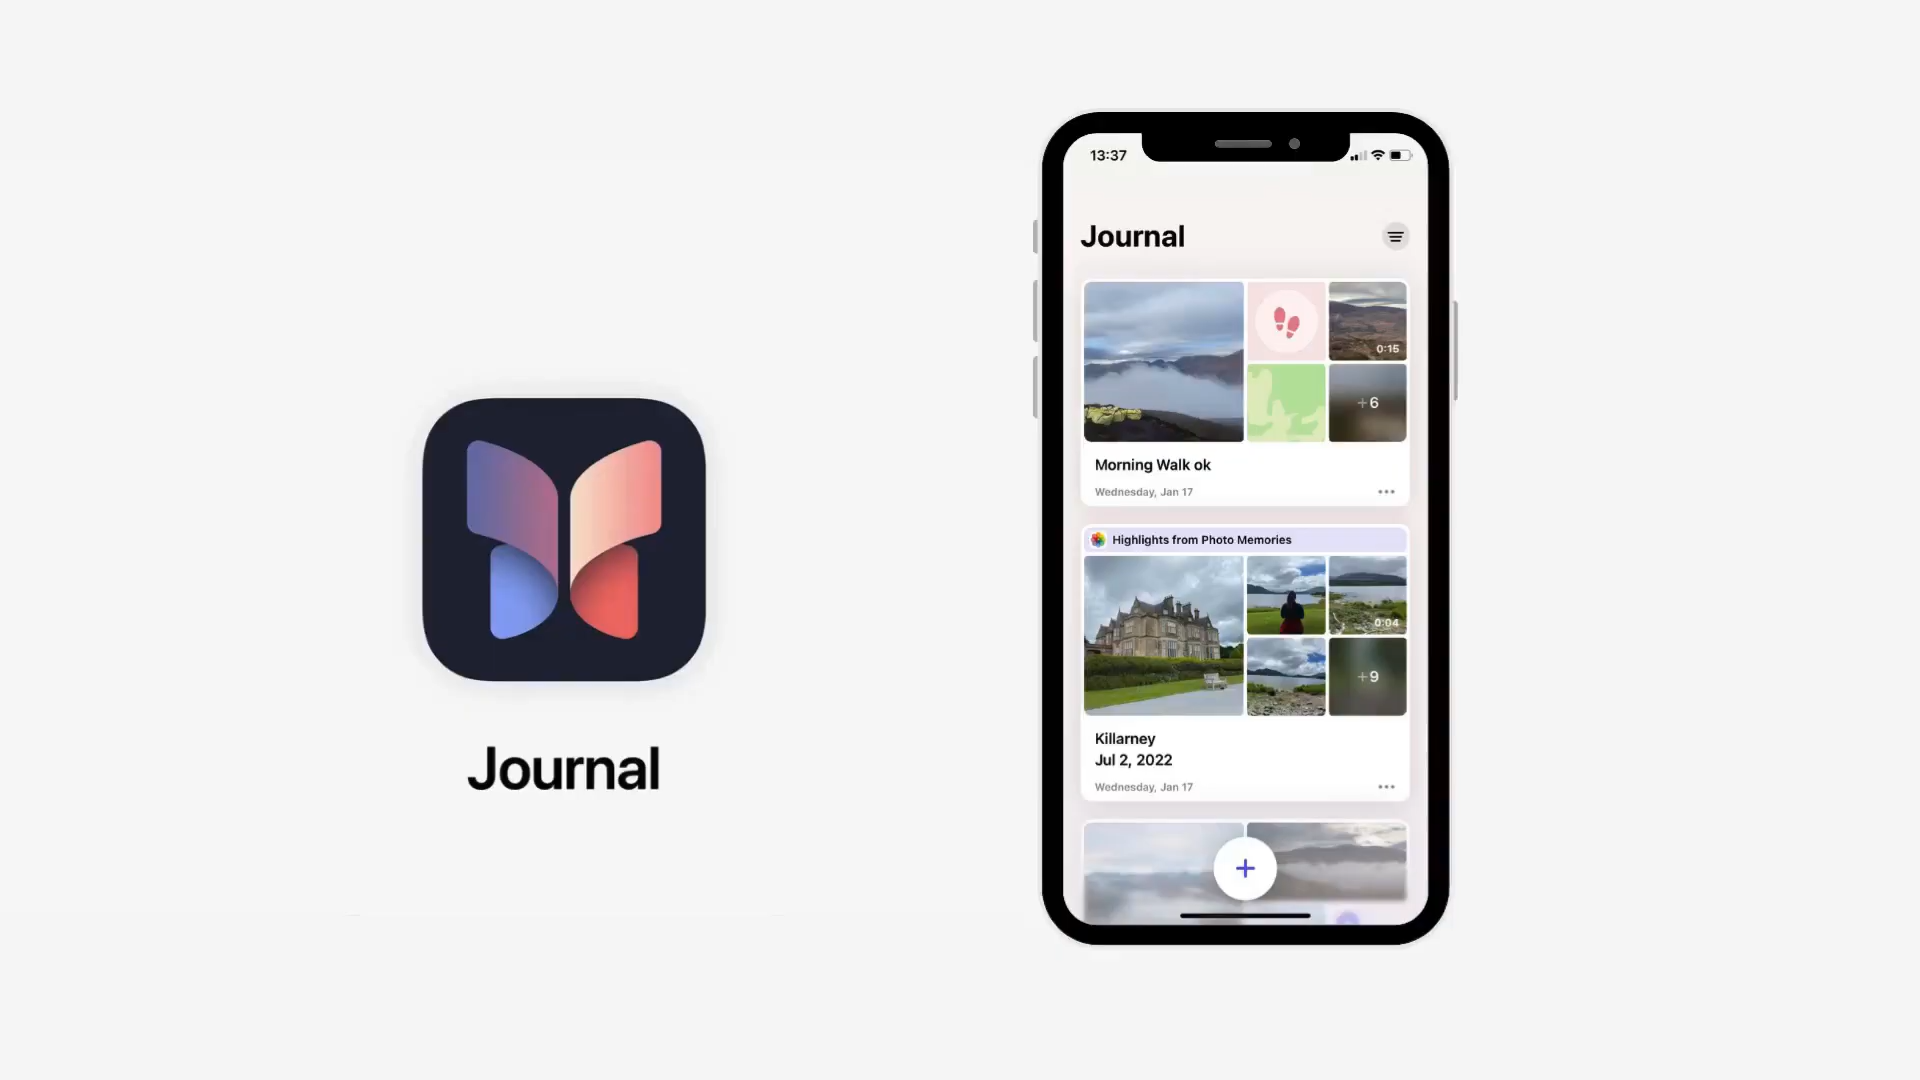 Journal
13:37
Journal
0:15
+6
Morning Walk ok
Wednesday, Jan 17
Highlights from Photo Memories
0:04
+9
Killarney
Jul 2, 2022
Wednesday, Jan 17